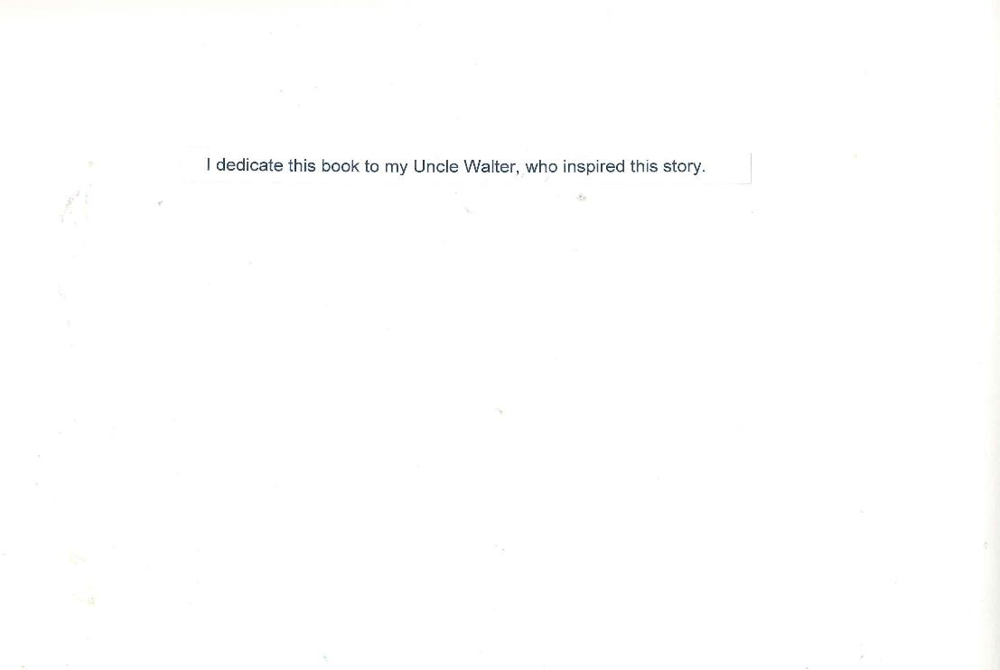 I dedicate this book to my Uncle Walter, who inspired this story.